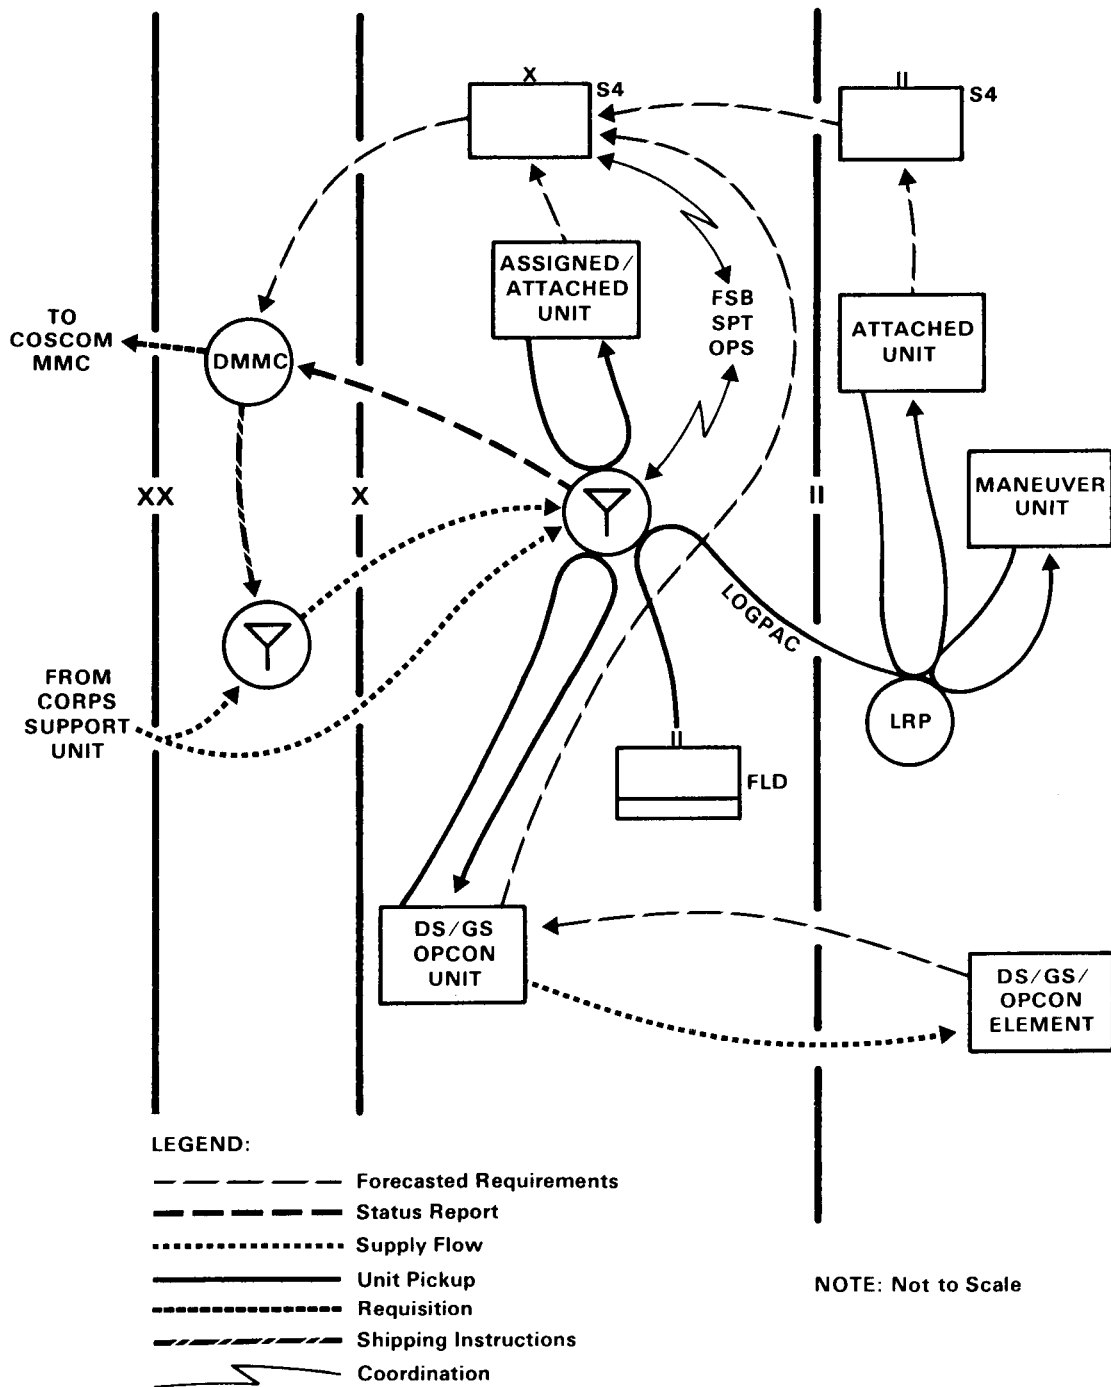 X
S4
II
S4
ASSIGNED/
ATTACHED
UNIT
FSB
SPT
OPS
ATTACHED
UNIT
TO
COSCOM
MMC
DMMC
XX
X
II
MANEUVER
UNIT
LOGPAC
FROM
CORPS
SUPPORT
UNIT
LRP
II
FLD
DS/GS
OPCON
UNIT
DS/GS/
OPCON
ELEMENT
LEGEND:
Forecasted Requirements
Status Report
Supply Flow
Unit Pickup
Requisition
Shipping Instructions
Coordination
NOTE: Not to Scale